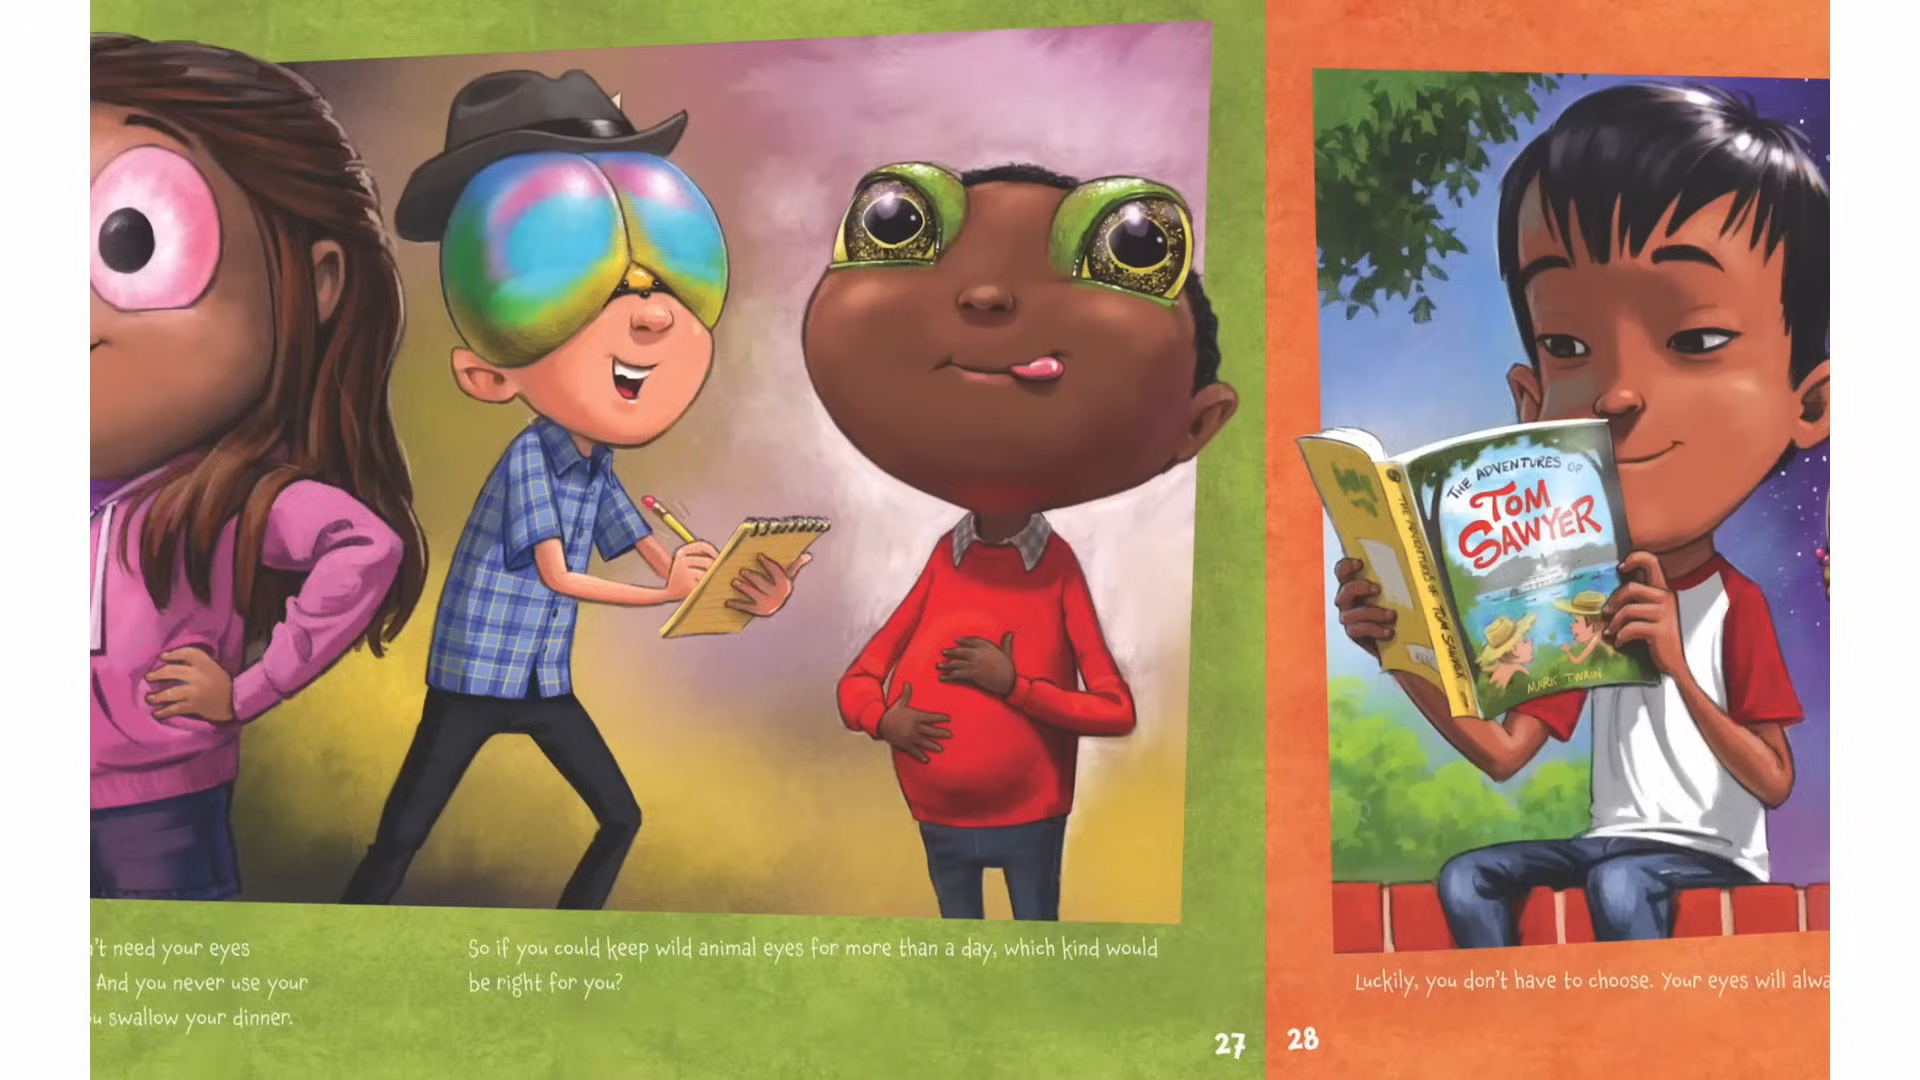 THE ADVENTURES OF
TOM
SAWYER
MARK TWAIN
THE ADVENTURES OF TOM SAWYER
't need your eyes
And you never use your
u swallow your dinner.
So if you could keep wild animal eyes for more than a day, which kind would
be right for you?
27
28
Luckily, you don't have to choose. Your eyes will alwa